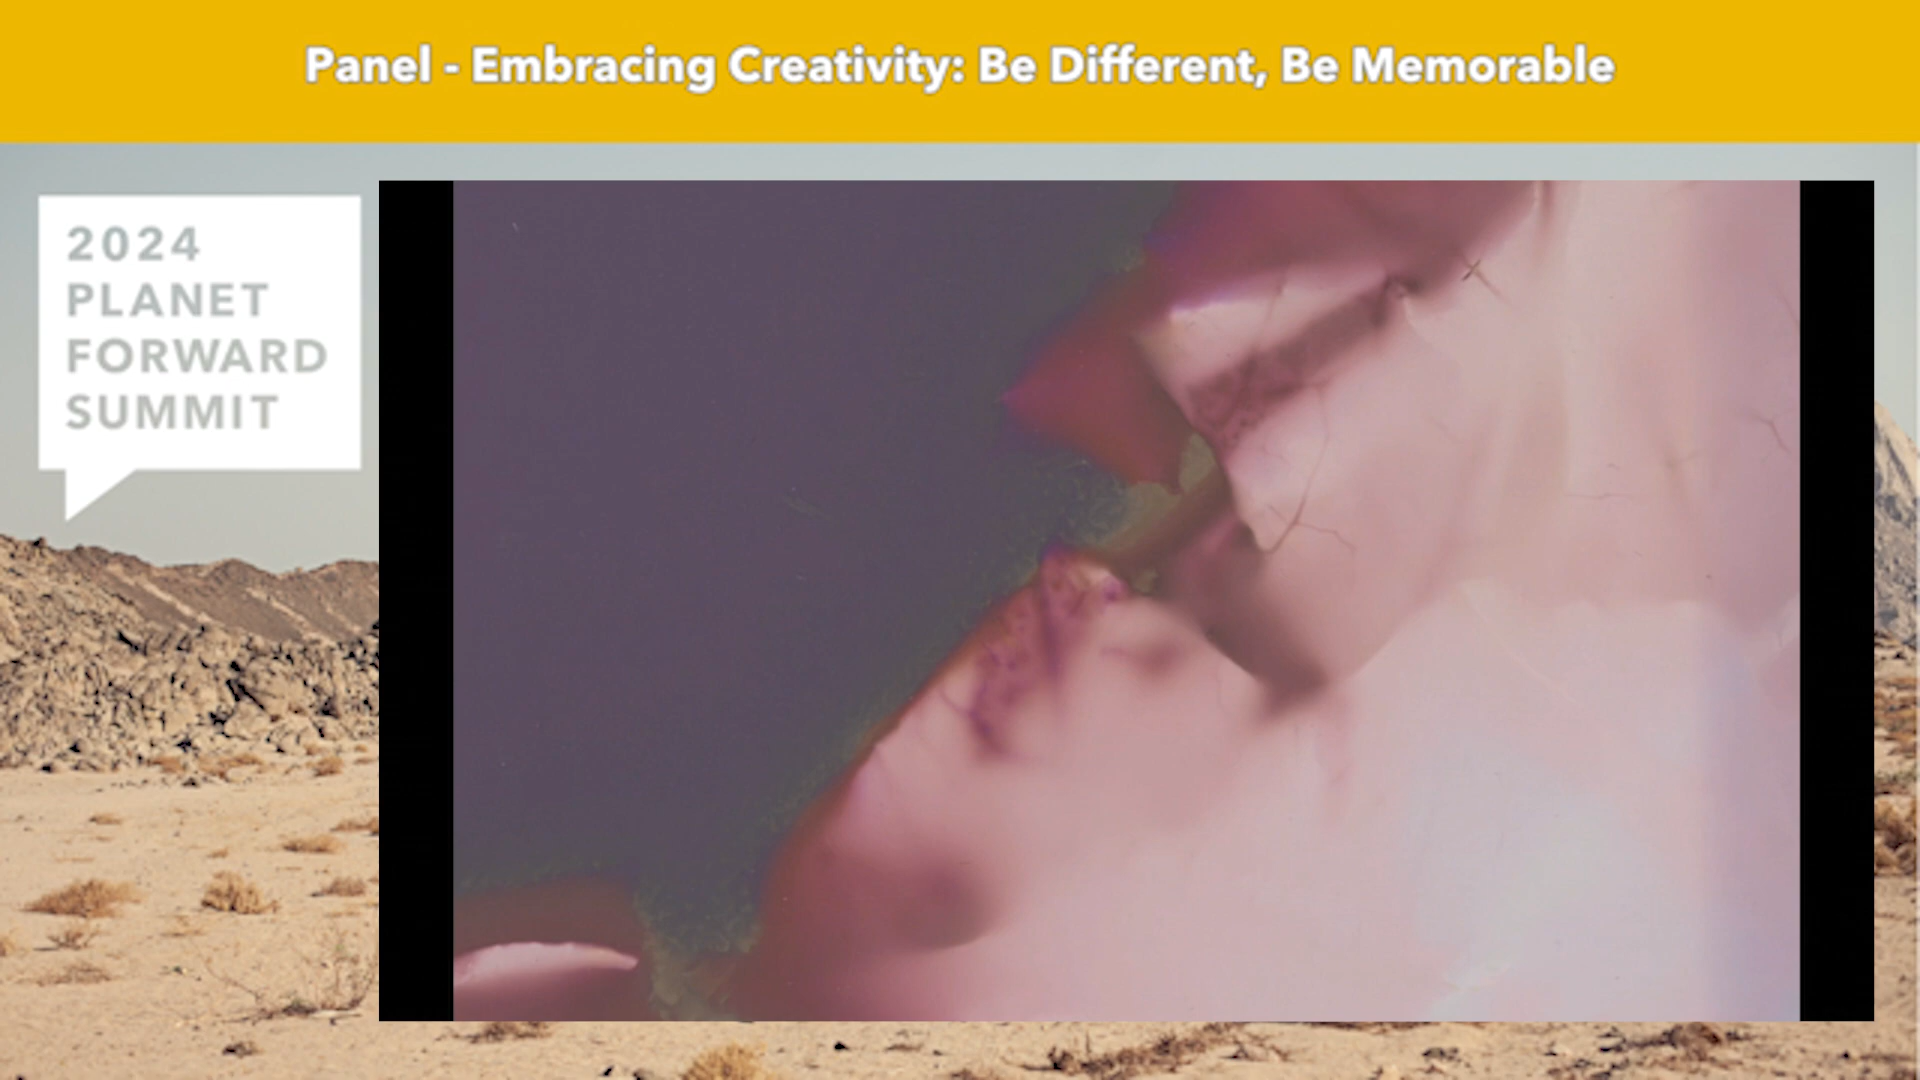 Panel - Embracing Creativity: Be Different, Be Memorable
2024
PLANET
FORWARD
SUMMIT